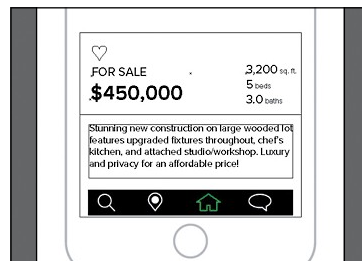 FOR SALE
$450,000
3,200 sq. ft.
5 beds
3.0 baths
Stunning new construction on large wooded lot
features upgraded fixtures throughout, chef's
kitchen, and attached studio/workshop. Luxury
and privacy for an affordable price!